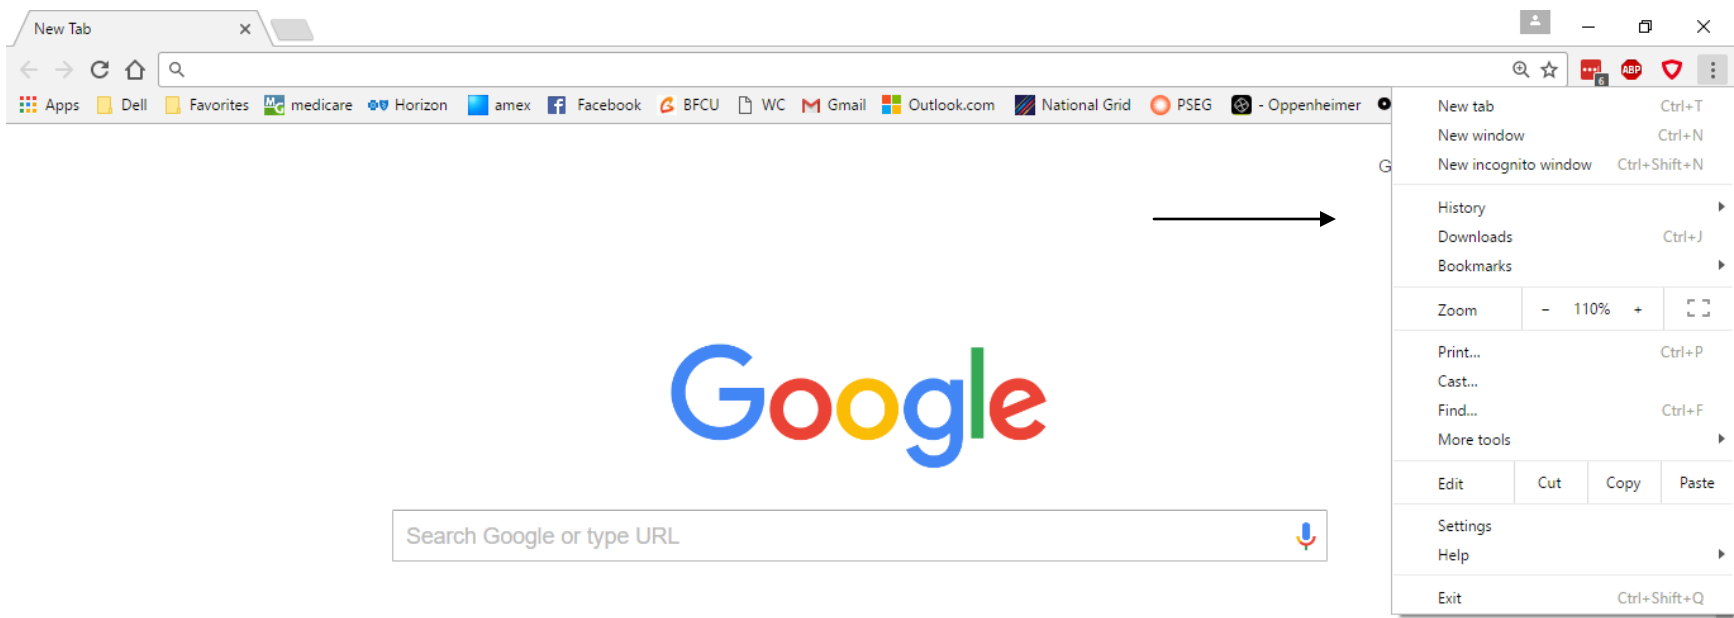 New Tab
6
ABP
Apps Dell Favorites MG medicare Horizon amex f Facebook BFCU WC Gmail Outlook.com National Grid PSEG - Oppenheimer
G
New tab Ctrl+T
New window Ctrl+N
New incognito window Ctrl+Shift+N
History
Downloads Ctrl+J
Bookmarks
Zoom - 110% +
Google
Print... Ctrl+P
Cast...
Find... Ctrl+F
More tools
Edit Cut Copy Paste
Search Google or type URL
Settings
Help
Exit Ctrl+Shift+Q